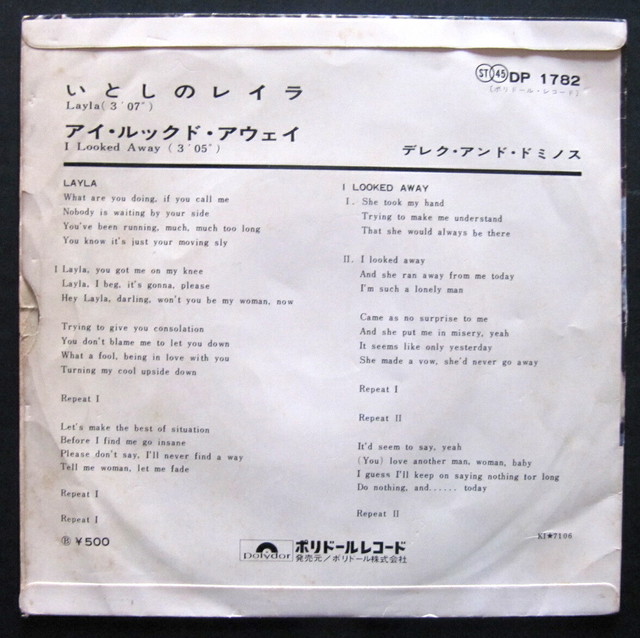 いとしのレイラ
Layla(3´07˝)
アイ・ルックド・アウェイ
I Looked Away (3´05˝)
ST 45 DP 1782
(ポリドール・レコード)
デレク・アンド・ドミノス
LAYLA
What are you doing, if you call me
Nobody is waiting by your side
You've been running, much, much too long
You know it's just your moving sly
I Layla, you got me on my knee
Layla, I beg, it's gonna, please
Hey Layla, darling, won't you be my woman, now
Trying to give you consolation
You don't blame me to let you down
What a fool, being in love with you
Turning my cool upside down
Repeat I
Let's make the best of situation
Before I find me go insane
Please don't say, I'll never find a way
Tell me woman, let me fade
Repeat I
Repeat I
I LOOKED AWAY
I. She took my hand
Trying to make me understand
That she would always be there
II. I looked away
And she ran away from me today
I'm such a lonely man
Came as no surprise to me
And she put me in misery, yeah
It seems like only yesterday
She made a vow, she'd never go away
Repeat I
Repeat II
It'd seem to say, yeah
(You) love another man, woman, baby
I guess I'll keep on saying nothing for long
Do nothing, and...... today
Repeat II
Ⓡ ¥500
polydor
ポリドールレコード
発売元/ポリドール株式会社
KI★7106